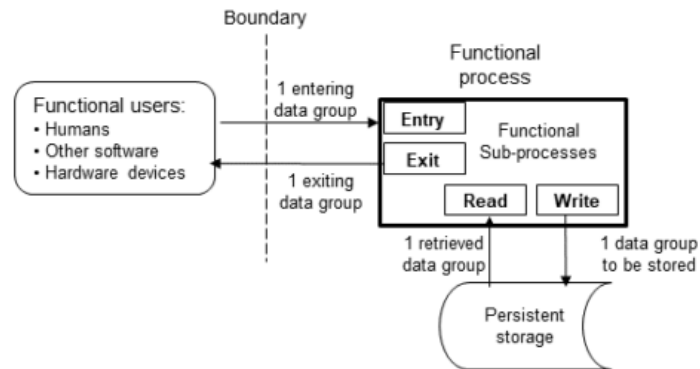 Boundary
Functional
process
1 entering
data group
Functional users:
• Humans
• Other software
• Hardware devices
Entry
Functional
Sub-processes
Exit
1 exiting
data group
Read
Write
1 retrieved
data group
1 data group
to be stored
Persistent
storage